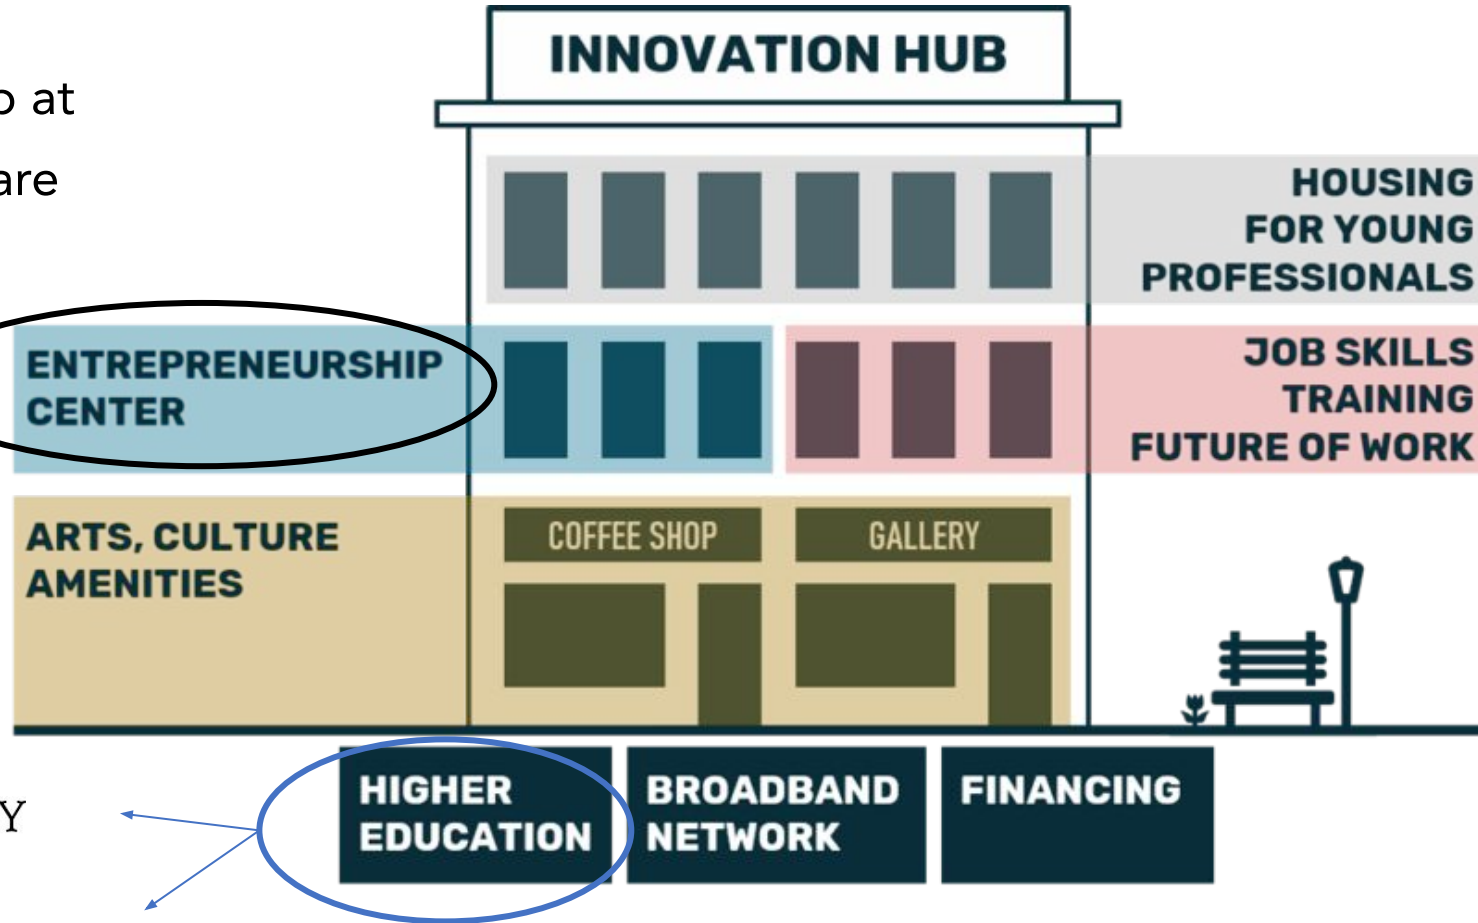 INNOVATION HUB
o at
are
HOUSING
FOR YOUNG
PROFESSIONALS
ENTREPRENEURSHIP
CENTER
JOB SKILLS
TRAINING
FUTURE OF WORK
ARTS, CULTURE
AMENITIES
COFFEE SHOP
GALLERY
Y
HIGHER
EDUCATION
BROADBAND
NETWORK
FINANCING